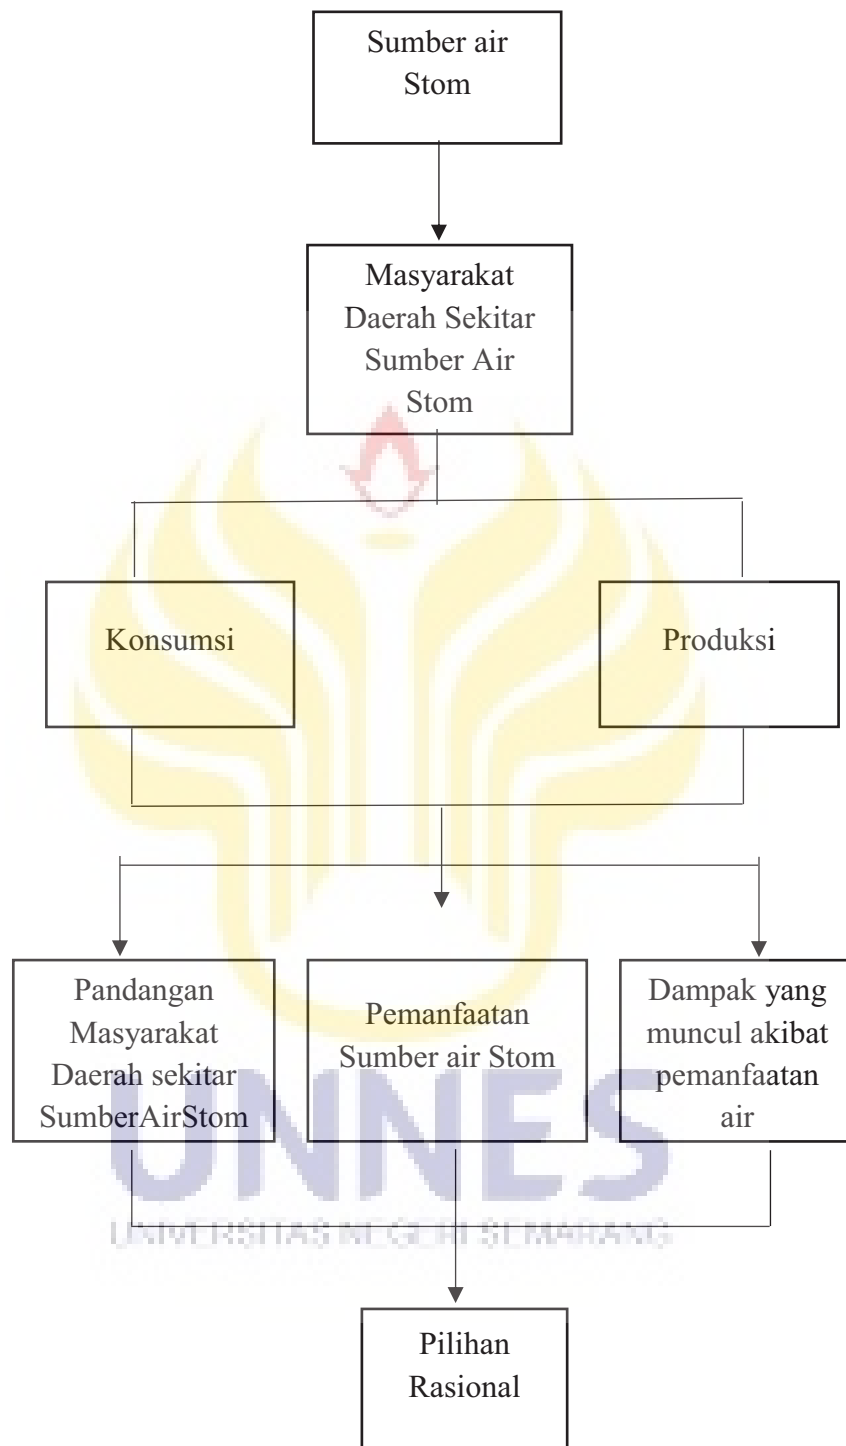 Sumber air
Stom
Masyarakat
Daerah Sekitar
Sumber Air
Stom
Konsumsi
Produksi
Pandangan
Masyarakat
Daerah sekitar
SumberAirStom
Pemanfaatan
Sumber air Stom
Dampak yang
muncul akibat
pemanfaatan
air
UNNES
UNIVERSITAS NEGERI SEMARANG
Pilihan
Rasional